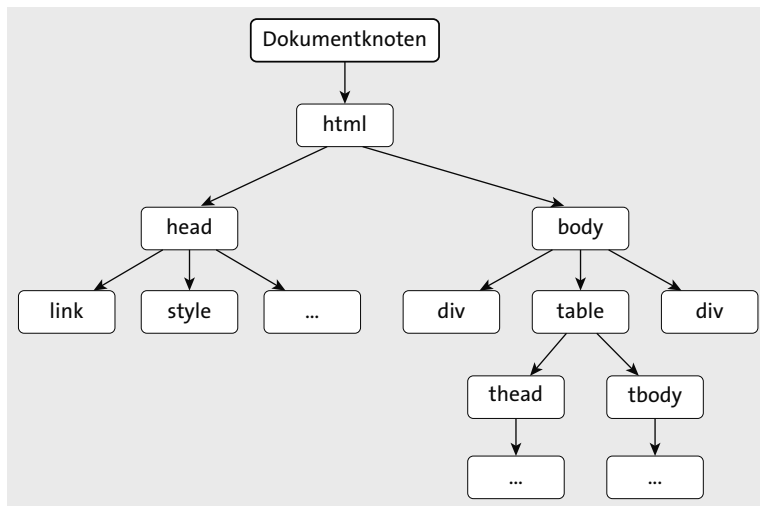 Dokumentknoten
html
head
body
link
style
...
div
table
div
thead
tbody
...
...